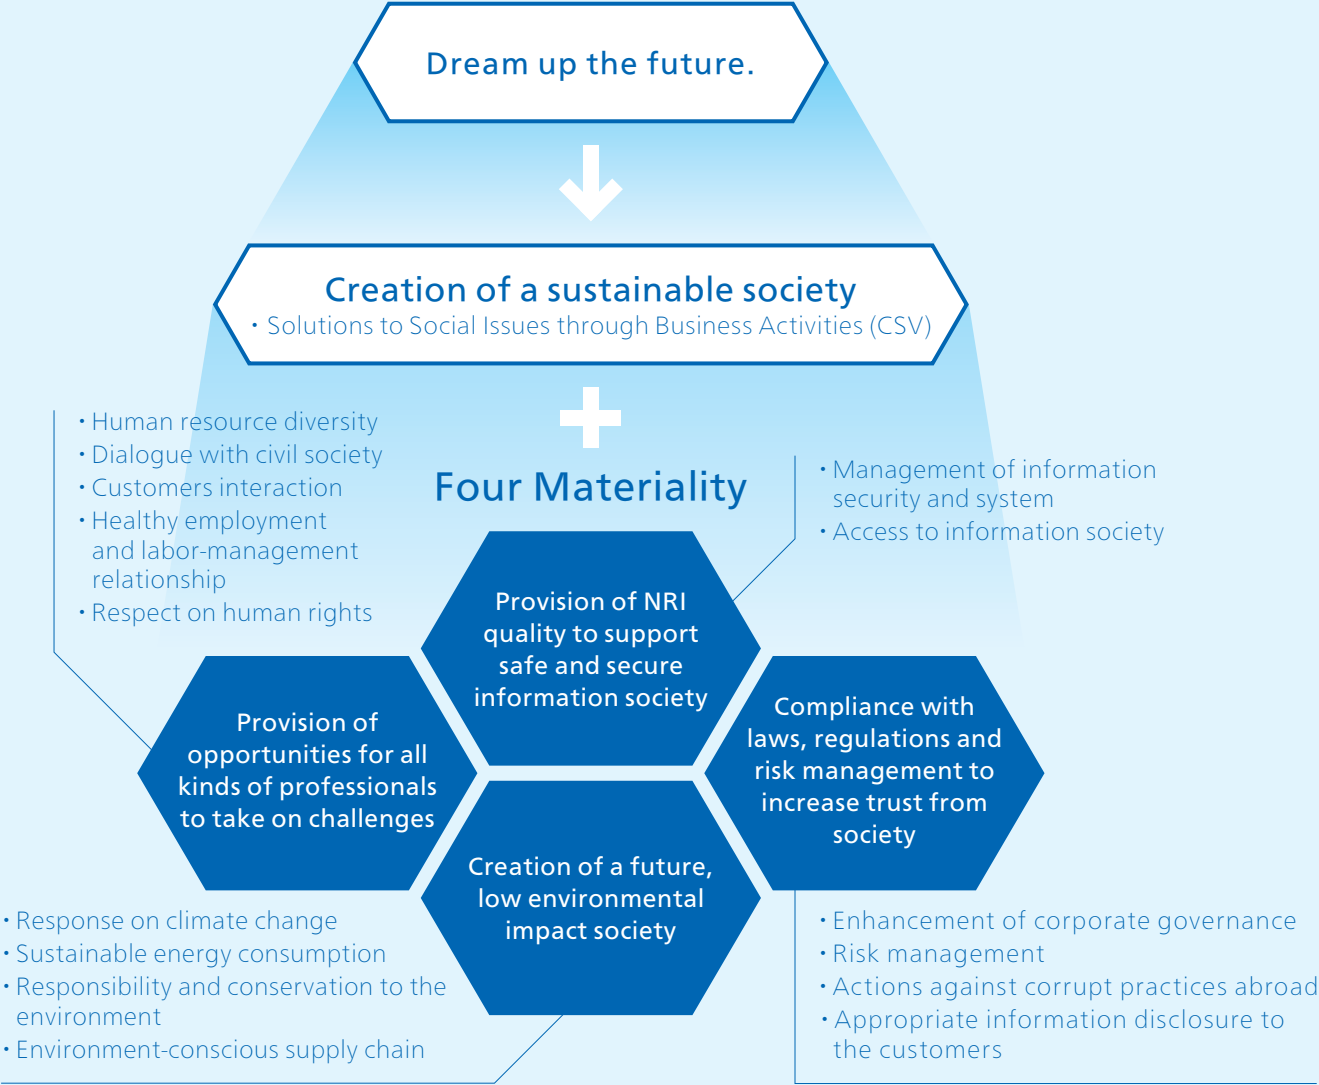 Dream up the future.
Creation of a sustainable society
・Solutions to Social Issues through Business Activities (CSV)
・Human resource diversity
・Dialogue with civil society
・Customers interaction
・Healthy employment
and labor-management
relationship
・Respect on human rights
Four Materiality
・Management of information
security and system
・Access to information society
Provision of NRI
quality to support
safe and secure
information society
Provision of
opportunities for all
kinds of professionals
to take on challenges
Compliance with
laws, regulations and
risk management to
increase trust from
society
Creation of a future,
low environmental
impact society
・Response on climate change
・Sustainable energy consumption
・Responsibility and conservation to the
environment
・Environment-conscious supply chain
・Enhancement of corporate governance
・Risk management
・Actions against corrupt practices abroad
・Appropriate information disclosure to
the customers